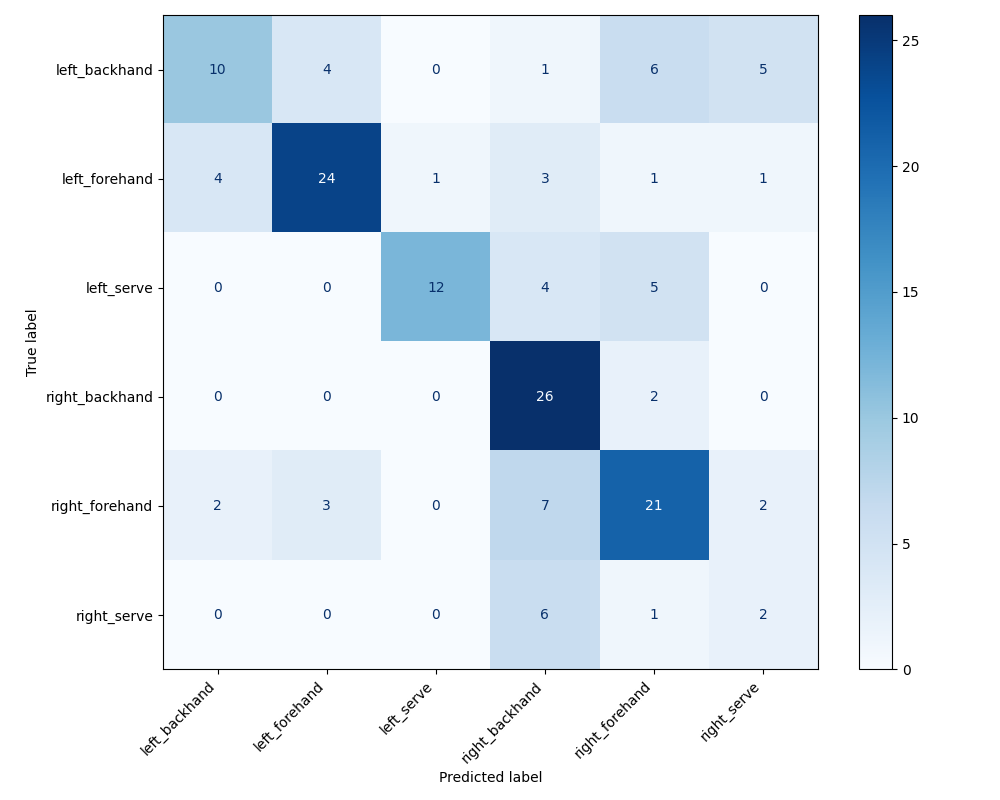 left_backhand 10 4 0 1 6 5
left_forehand 4 24 1 3 1 1
left_serve 0 0 12 4 5 0
right_backhand 0 0 0 26 2 0
right_forehand 2 3 0 7 21 2
right_serve 0 0 0 6 1 2
left_backhand left_forehand left_serve right_backhand right_forehand right_serve
Predicted label
True label
25
20
15
10
5
0